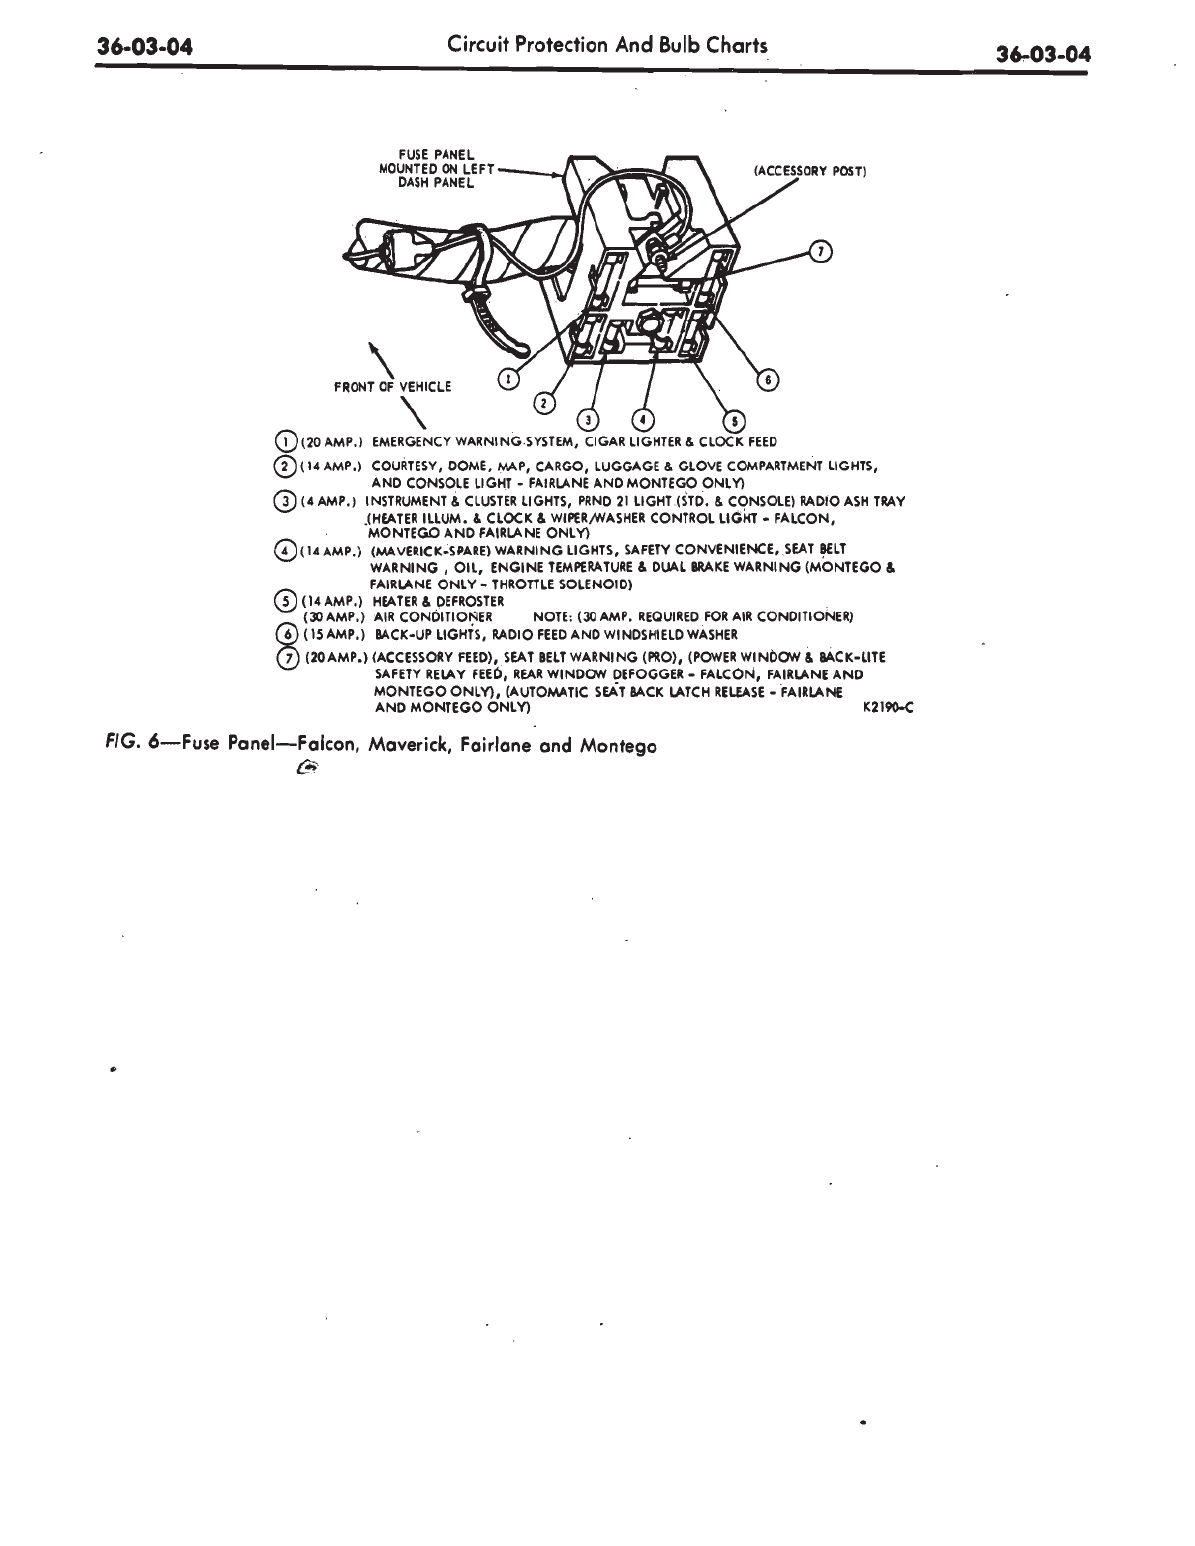 36-03-04 Circuit Protection And Bulb Charts 36-03-04
FUSE PANEL
MOUNTED ON LEFT
DASH PANEL
(ACCESSORY POST)
7
FRONT OF VEHICLE
1
6
2
3
4
5
1 (20 AMP.) EMERGENCY WARNING SYSTEM, CIGAR LIGHTER & CLOCK FEED
2 (14 AMP.) COURTESY, DOME, MAP, CARGO, LUGGAGE & GLOVE COMPARTMENT LIGHTS,
AND CONSOLE LIGHT - FAIRLANE AND MONTEGO ONLY)
3 (4 AMP.) INSTRUMENT & CLUSTER LIGHTS, PRND 21 LIGHT (STD. & CONSOLE) RADIO ASH TRAY
(HEATER ILLUM. & CLOCK & WIPER/WASHER CONTROL LIGHT - FALCON,
MONTEGO AND FAIRLANE ONLY)
4 (14 AMP.) (MAVERICK-SPARE) WARNING LIGHTS, SAFETY CONVENIENCE, SEAT BELT
WARNING , OIL, ENGINE TEMPERATURE & DUAL BRAKE WARNING (MONTEGO &
FAIRLANE ONLY - THROTTLE SOLENOID)
5 (14 AMP.) HEATER & DEFROSTER
(30 AMP.) AIR CONDITIONER NOTE: (30 AMP. REQUIRED FOR AIR CONDITIONER)
6 (15 AMP.) BACK-UP LIGHTS, RADIO FEED AND WINDSHIELD WASHER
7 (20 AMP.) (ACCESSORY FEED), SEAT BELT WARNING (PRO), (POWER WINDOW & BACK-LITE
SAFETY RELAY FEED, REAR WINDOW DEFOGGER - FALCON, FAIRLANE AND
MONTEGO ONLY), (AUTOMATIC SEAT BACK LATCH RELEASE - FAIRLANE
AND MONTEGO ONLY) K2190-C
FIG. 6—Fuse Panel—Falcon, Maverick, Fairlane and Montego